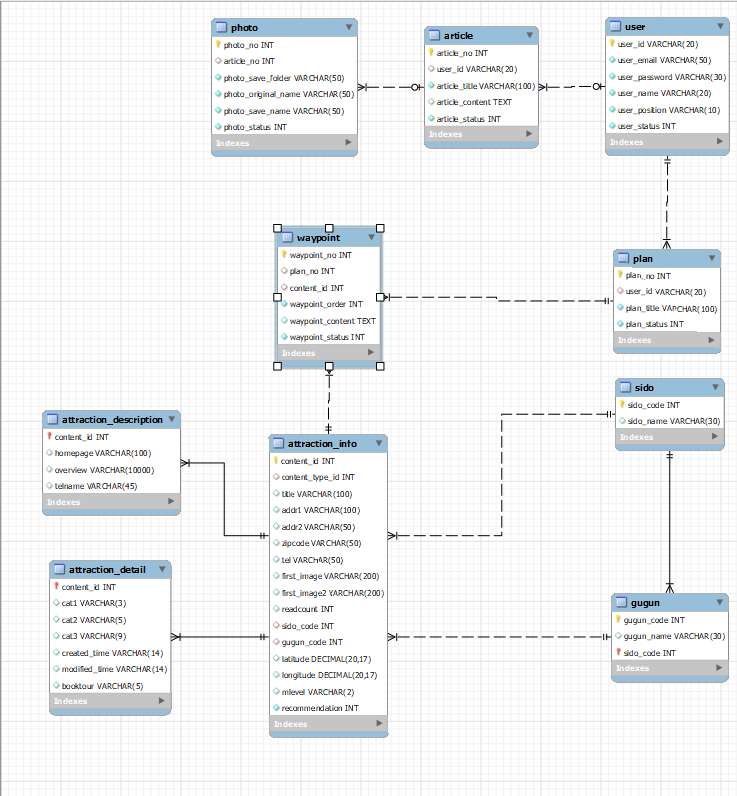 photo
photo_no INT
article_no INT
photo_save_folder VARCHAR(50)
photo_original_name VARCHAR(50)
photo_save_name VARCHAR(50)
photo_status INT
Indexes
article
article_no INT
user_id VARCHAR(20)
article_title VARCHAR(100)
article_content TEXT
article_status INT
Indexes
user
user_id VARCHAR(20)
user_email VARCHAR(50)
user_password VARCHAR(30)
user_name VARCHAR(20)
user_position VARCHAR(10)
user_status INT
Indexes
waypoint
waypoint_no INT
plan_no INT
content_id INT
waypoint_order INT
waypoint_content TEXT
waypoint_status INT
Indexes
plan
plan_no INT
user_id VARCHAR(20)
plan_title VARCHAR(100)
plan_status INT
Indexes
sido
sido_code INT
sido_name VARCHAR(30)
Indexes
attraction_description
content_id INT
homepage VARCHAR(100)
overview VARCHAR(10000)
telname VARCHAR(45)
Indexes
attraction_info
content_id INT
content_type_id INT
title VARCHAR(100)
addr1 VARCHAR(100)
addr2 VARCHAR(50)
zipcode VARCHAR(50)
tel VARCHAR(50)
first_image VARCHAR(200)
first_image2 VARCHAR(200)
readcount INT
sido_code INT
gugun_code INT
latitude DECIMAL(20,17)
longitude DECIMAL(20,17)
mlevel VARCHAR(2)
recommendation INT
Indexes
attraction_detail
content_id INT
cat1 VARCHAR(3)
cat2 VARCHAR(5)
cat3 VARCHAR(9)
created_time VARCHAR(14)
modified_time VARCHAR(14)
booktour VARCHAR(5)
Indexes
gugun
gugun_code INT
gugun_name VARCHAR(30)
sido_code INT
Indexes